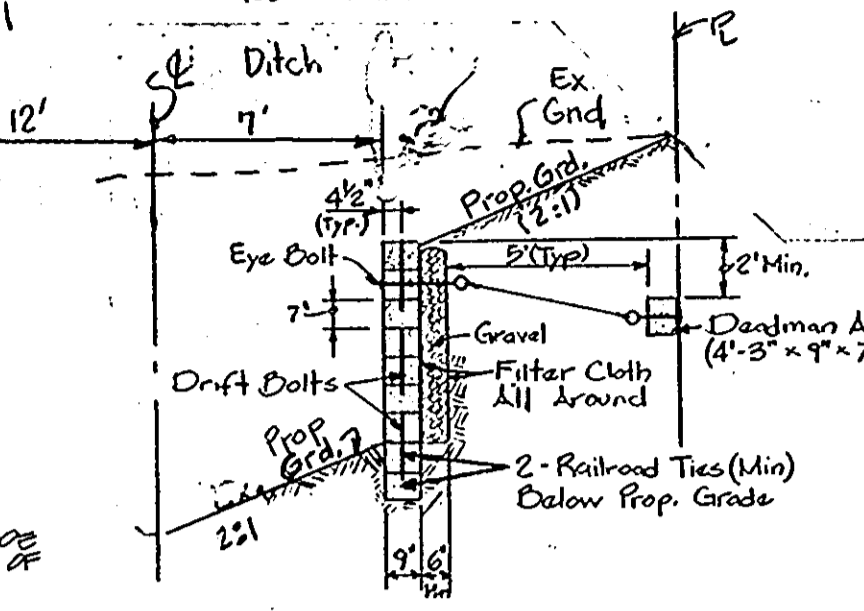 ℄
Ditch
PL
12'
7'
Ex
Gnd
4½"
(Typ.)
Prop. Grd.
(2:1)
Eye Bolt
5'(Typ)
2' Min.
7'
Gravel
Deadman A
(4'-3" x 9" x 7
Drift Bolts
Filter Cloth
All Around
Prop
Grd.
2-Railroad Ties (Min)
Below Prop. Grade
2:1
9"
6"